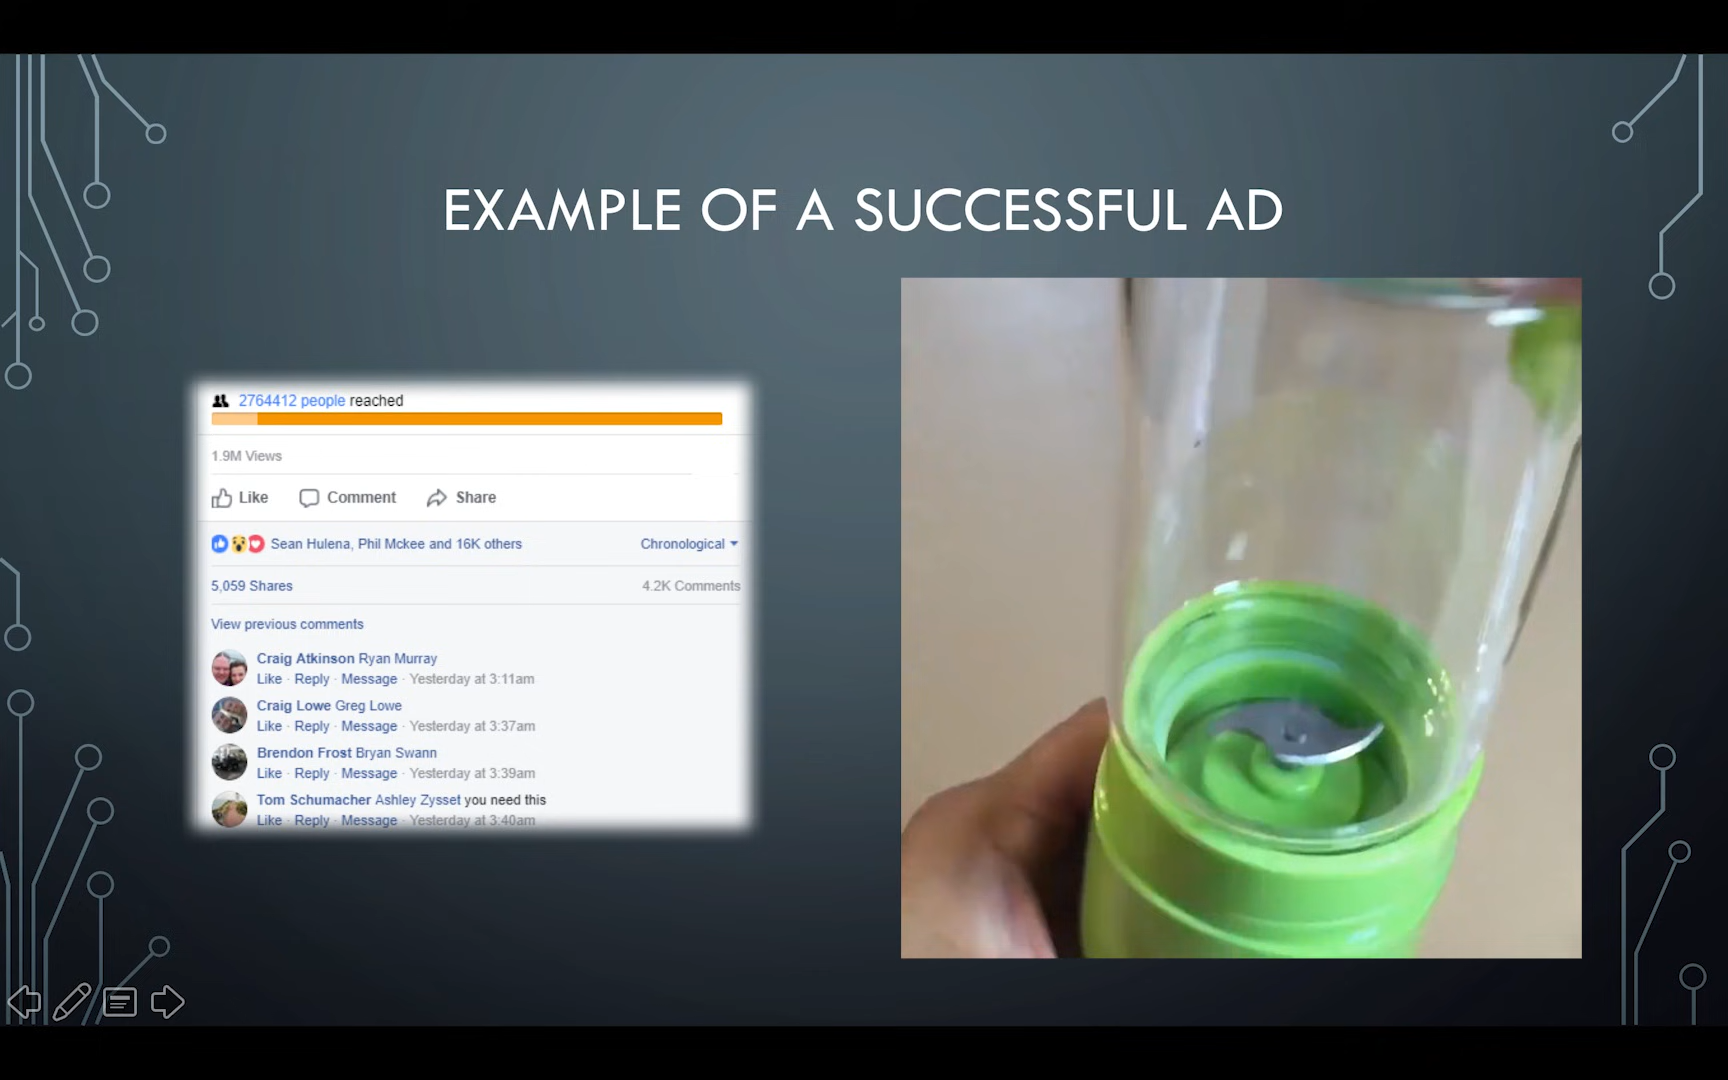 EXAMPLE OF A SUCCESSFUL AD
2764412 people reached
1.9M Views
Like Comment Share
Sean Hulena, Phil Mckee and 16K others Chronological
5,059 Shares 4.2K Comments
View previous comments
Craig Atkinson Ryan Murray
Like · Reply · Message · Yesterday at 3:11am
Craig Lowe Greg Lowe
Like · Reply · Message · Yesterday at 3:37am
Brendon Frost Bryan Swann
Like · Reply · Message · Yesterday at 3:39am
Tom Schumacher Ashley Zysset you need this
Like · Reply · Message · Yesterday at 3:40am